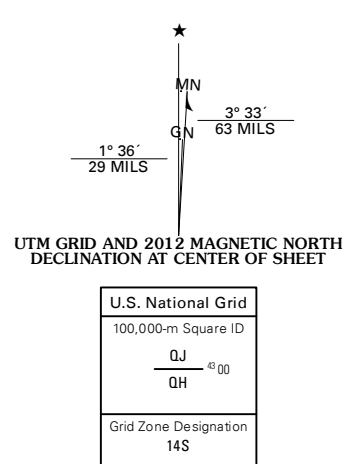 ★
MN
3° 33´
63 MILS
GN
1° 36´
29 MILS
UTM GRID AND 2012 MAGNETIC NORTH
DECLINATION AT CENTER OF SHEET
U.S. National Grid
100,000-m Square ID
QJ
43 00
QH
Grid Zone Designation
14S